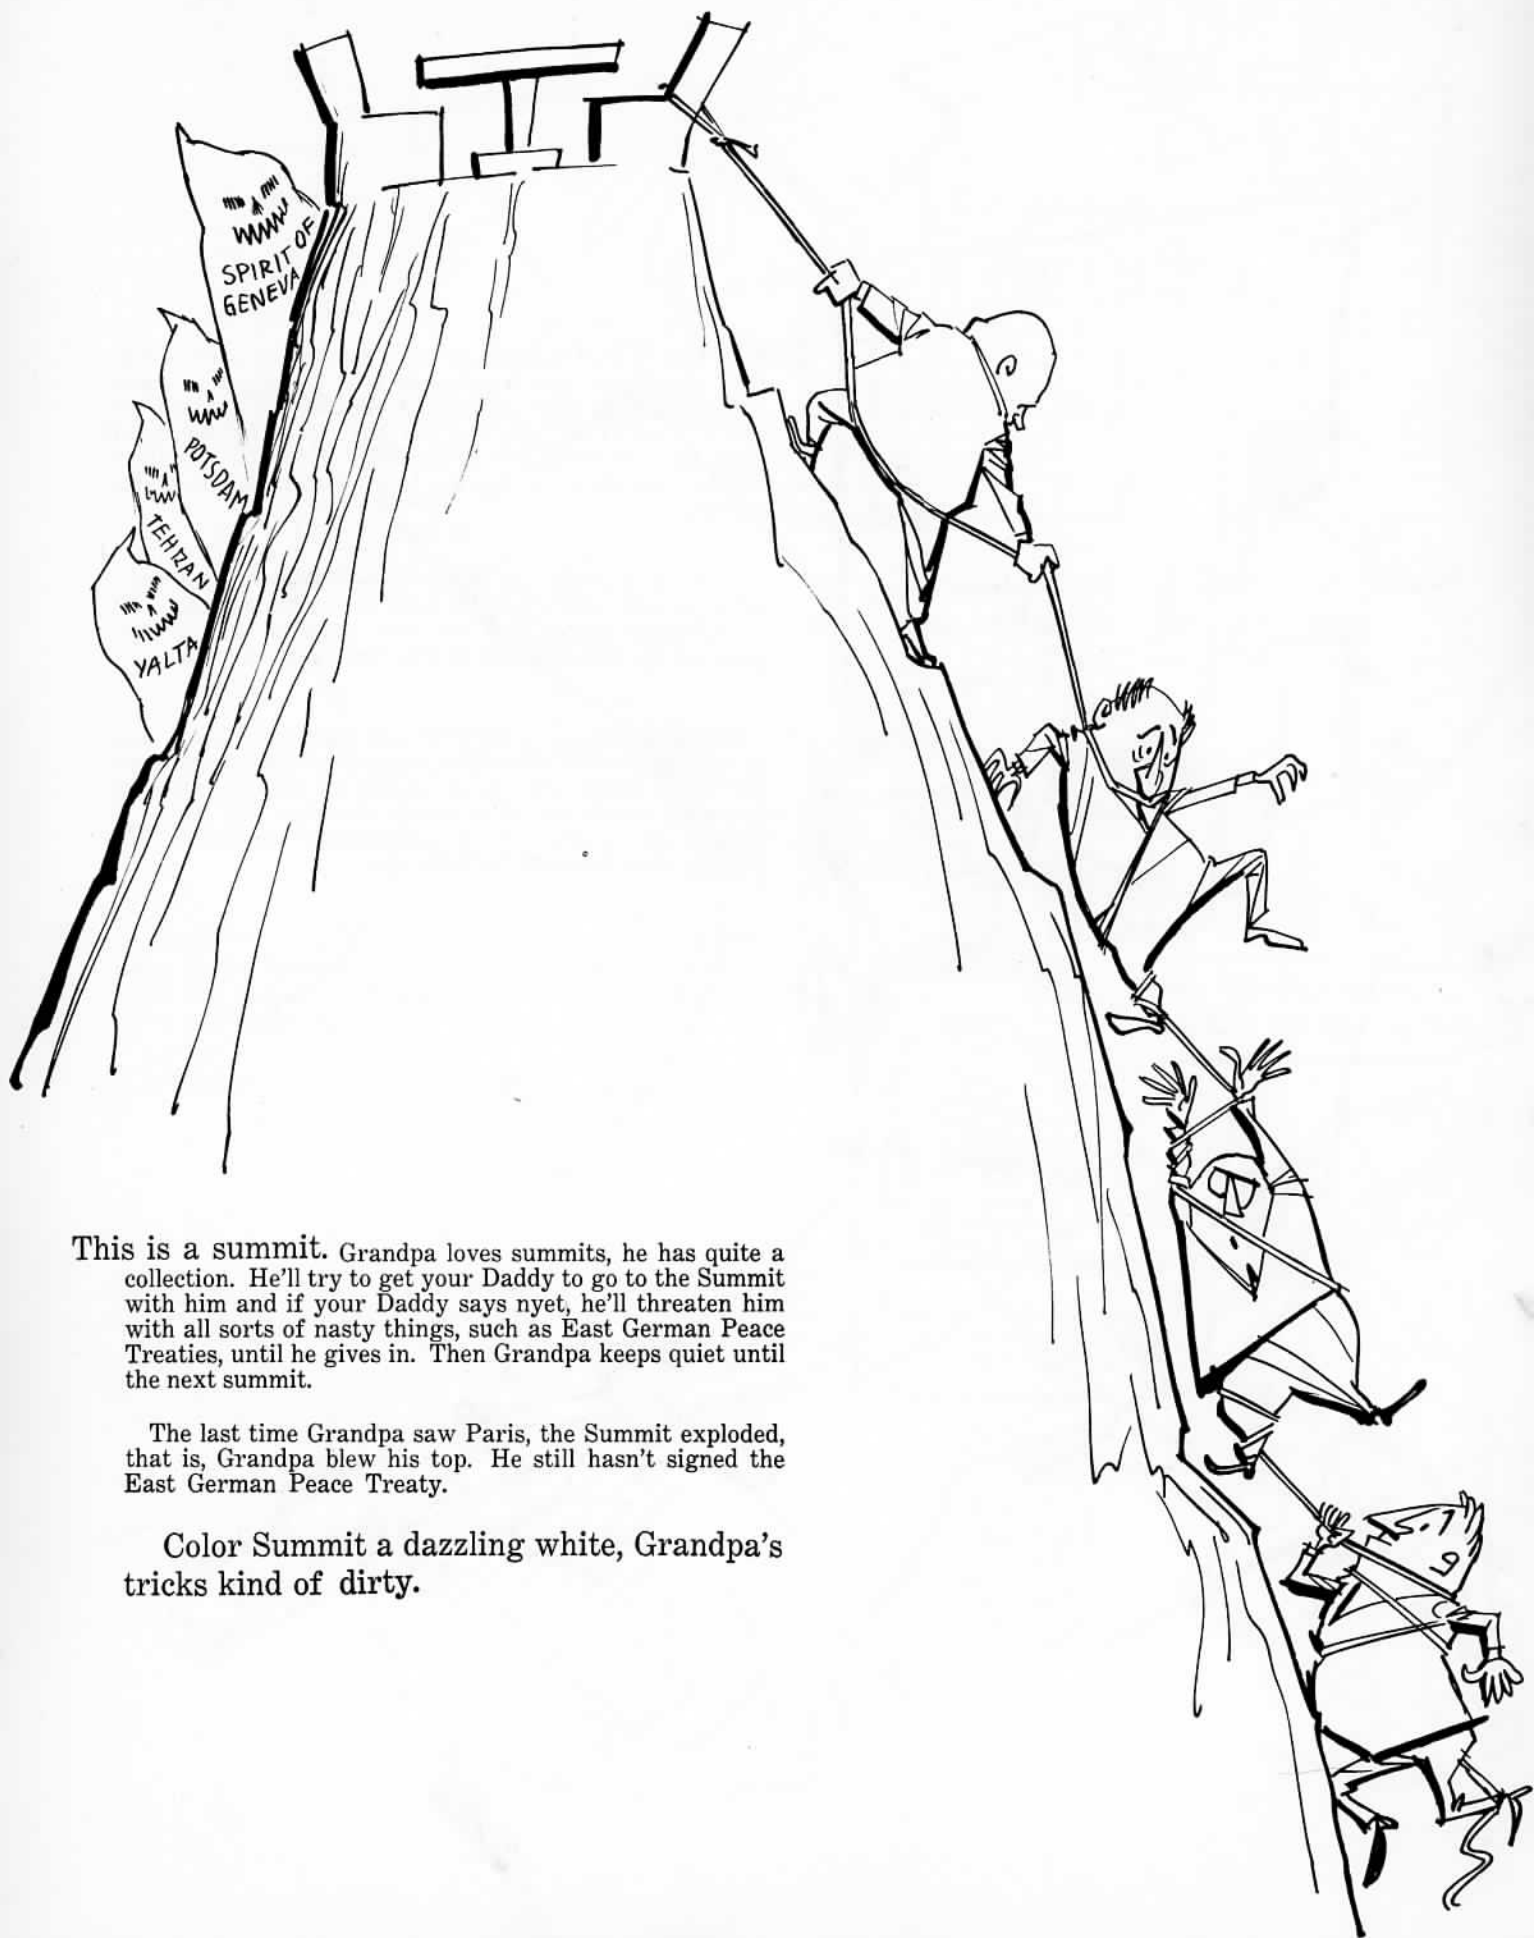 SPIRIT OF
GENEVA
POTSDAM
TEHRAN
YALTA
This is a summit. Grandpa loves summits, he has quite a
collection. He'll try to get your Daddy to go to the Summit
with him and if your Daddy says nyet, he'll threaten him
with all sorts of nasty things, such as East German Peace
Treaties, until he gives in. Then Grandpa keeps quiet until
the next summit.
The last time Grandpa saw Paris, the Summit exploded,
that is, Grandpa blew his top. He still hasn't signed the
East German Peace Treaty.
Color Summit a dazzling white, Grandpa's
tricks kind of dirty.